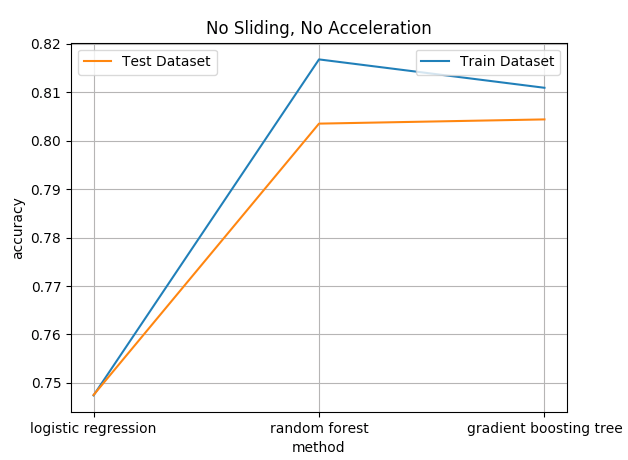 No Sliding, No Acceleration
Test Dataset
Train Dataset
0.82
0.81
0.80
0.79
0.78
0.77
0.76
0.75
accuracy
logistic regression
random forest
gradient boosting tree
method